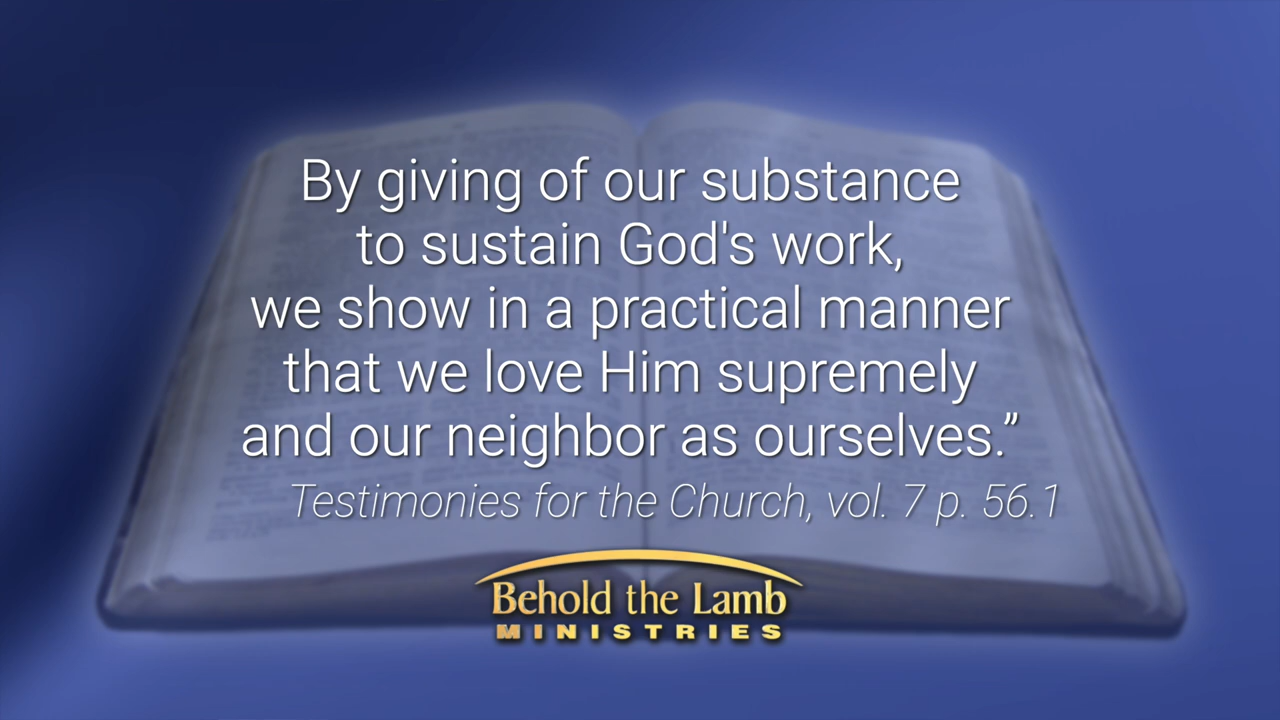 By giving of our substance
to sustain God's work,
we show in a practical manner
that we love Him supremely
and our neighbor as ourselves.”
Testimonies for the Church, vol. 7 p. 56.1
Behold the Lamb
MINISTRIES